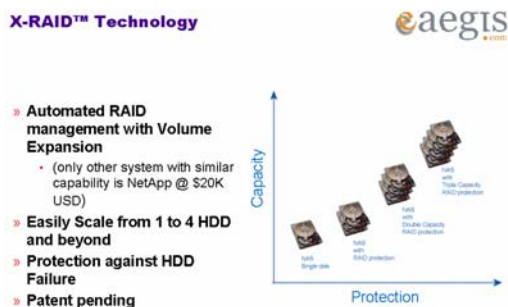 X-RAID™ Technology
eaegis
.com
» Automated RAID
management with Volume
Expansion
• (only other system with similar
capability is NetApp @ $20K
USD)
» Easily Scale from 1 to 4 HDD
and beyond
» Protection against HDD
Failure
» Patent pending
Capacity
NAS
Single disk
NAS
with
RAID protection
NAS
with
Double Capacity
RAID protection
NAS
with
Triple Capacity
RAID protection
Protection